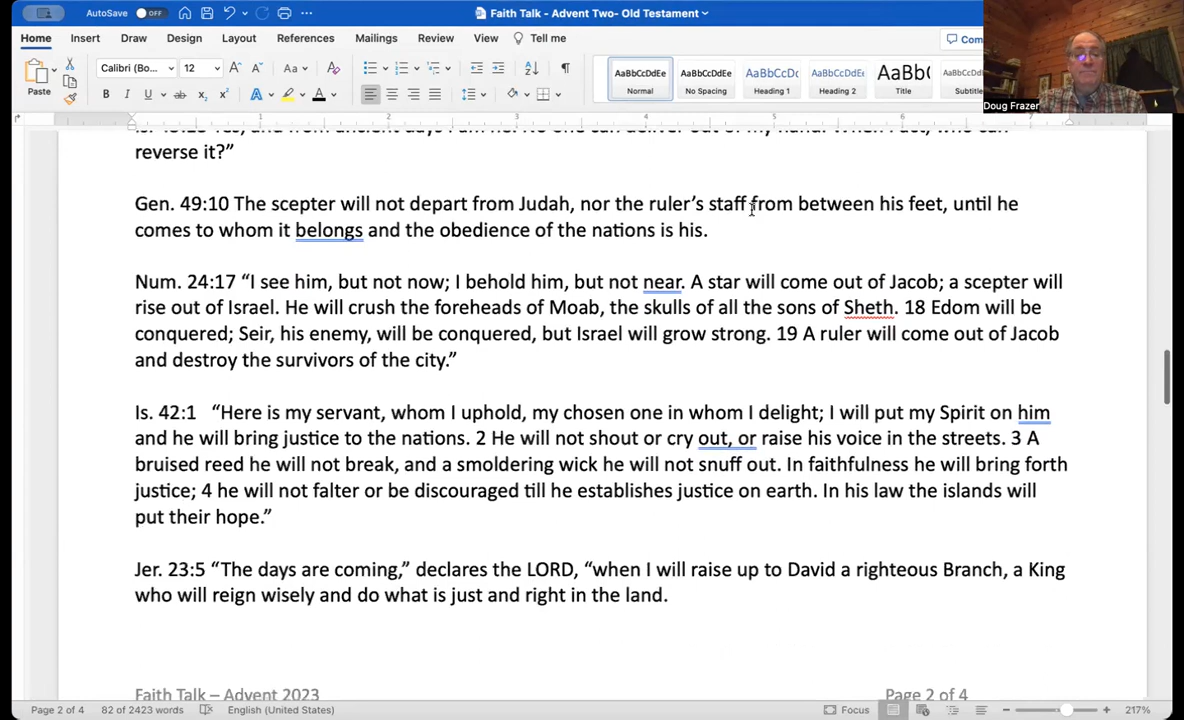 AutoSave OFF Faith Talk - Advent Two- Old Testament
Home Insert Draw Design Layout References Mailings Review View Tell me Com
Calibri (Bo... 12 Aa
Paste B I U ab x₂ x² A A
AaBbCcDdEe AaBbCcDdEe AaBbCcDc AaBbCcDdEe AaBbC AaBbCcDdE
Normal No Spacing Heading 1 Heading 2 Title Subtitle
Doug Frazer
1 2 3 4 5 6 7
reverse it?”
Gen. 49:10 The scepter will not depart from Judah, nor the ruler’s staff from between his feet, until he
comes to whom it belongs and the obedience of the nations is his.
Num. 24:17 “I see him, but not now; I behold him, but not near. A star will come out of Jacob; a scepter will
rise out of Israel. He will crush the foreheads of Moab, the skulls of all the sons of Sheth. 18 Edom will be
conquered; Seir, his enemy, will be conquered, but Israel will grow strong. 19 A ruler will come out of Jacob
and destroy the survivors of the city.”
Is. 42:1 “Here is my servant, whom I uphold, my chosen one in whom I delight; I will put my Spirit on him
and he will bring justice to the nations. 2 He will not shout or cry out, or raise his voice in the streets. 3 A
bruised reed he will not break, and a smoldering wick he will not snuff out. In faithfulness he will bring forth
justice; 4 he will not falter or be discouraged till he establishes justice on earth. In his law the islands will
put their hope.”
Jer. 23:5 “The days are coming,” declares the LORD, “when I will raise up to David a righteous Branch, a King
who will reign wisely and do what is just and right in the land.
Faith Talk – Advent 2023 Page 2 of 4
Page 2 of 4 82 of 2423 words English (United States) Focus 217%